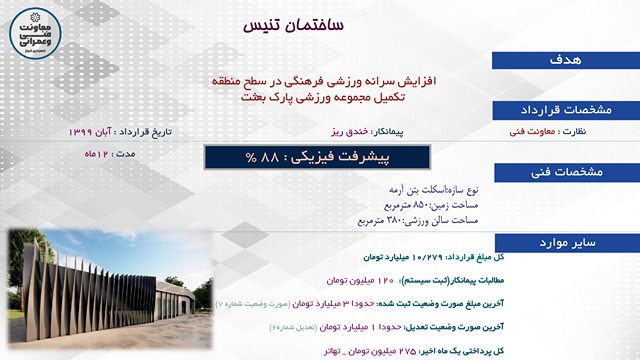 معاونت
فنی
وعمرانی
شهرداری شیراز
ساختمان تنیس
هدف
افزایش سرانه ورزشی فرهنگی در سطح منطقه
تکمیل مجموعه ورزشی پارک بعثت
مشخصات قرارداد
نظارت : معاونت فنی
پیمانکار: خندق ریز
تاریخ قرارداد : آبان ۱۳۹۹
مدت : ۱۲ماه
پیشرفت فیزیکی : ۸۸ %
مشخصات فنی
نوع سازه:اسکلت بتن آرمه
مساحت زمین:۸۵۰ مترمربع
مساحت سالن ورزشی:۳۸۰ مترمربع
سایر موارد
کل مبلغ قرارداد: ۱۰/۲۷۹ میلیارد تومان
مطالبات پیمانکار(ثبت سیستم): ۱۲۰ میلیون تومان
آخرین مبلغ صورت وضعیت ثبت شده: حدودا ۳ میلیارد تومان (صورت وضعیت شماره ۷)
آخرین صورت وضعیت تعدیل: حدودا ۱ میلیارد تومان (تعدیل شماره۶)
کل پرداختی یک ماه اخیر: ۲۷۵ میلیون تومان _ تهاتر